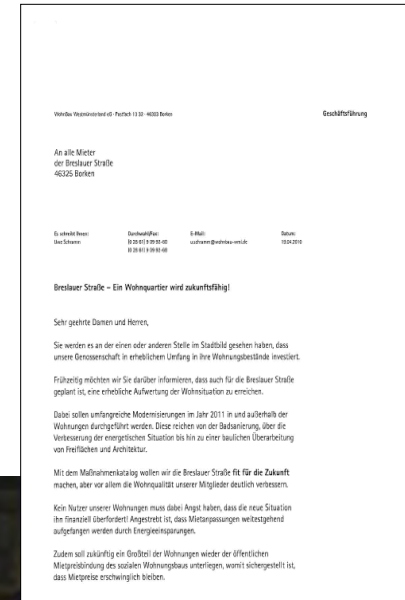 WohnBau Westmünsterland eG · Postfach 13 53 · 46303 Borken
Geschäftsführung
An alle Mieter
der Breslauer Straße
46325 Borken
Es schreibt Ihnen:
Durchwahl/Fax:
E-Mail:
Datum:
Uwe Schramm
Breslauer Straße – Ein Wohnquartier wird zukunftsfähig!
Sehr geehrte Damen und Herren,
Sie werden es an der einen oder anderen Stelle im Stadtbild gesehen haben, dass
unsere Genossenschaft in erheblichem Umfang in ihre Wohnungsbestände investiert.
Frühzeitig möchten wir Sie darüber informieren, dass auch für die Breslauer Straße
geplant ist, eine erhebliche Aufwertung der Wohnsituation zu erreichen.
Dabei sollen umfangreiche Modernisierungen im Jahr 2011 in und außerhalb der
Wohnungen durchgeführt werden. Diese reichen von der Badsanierung, über die
Verbesserung der energetischen Situation bis hin zu einer baulichen Überarbeitung
von Freiflächen und Architektur.
Mit dem Maßnahmenkatalog wollen wir die Breslauer Straße fit für die Zukunft
machen, aber vor allem die Wohnqualität unserer Mitglieder deutlich verbessern.
Kein Nutzer unserer Wohnungen muss dabei Angst haben, dass die neue Situation
ihn finanziell überfordert! Angestrebt ist, dass Mietanpassungen weitestgehend
aufgefangen werden durch Energieeinsparungen.
Zudem soll zukünftig ein Großteil der Wohnungen wieder der öffentlichen
Mietpreisbindung des sozialen Wohnungsbaus unterliegen, womit sichergestellt ist,
dass Mietpreise erschwinglich bleiben.